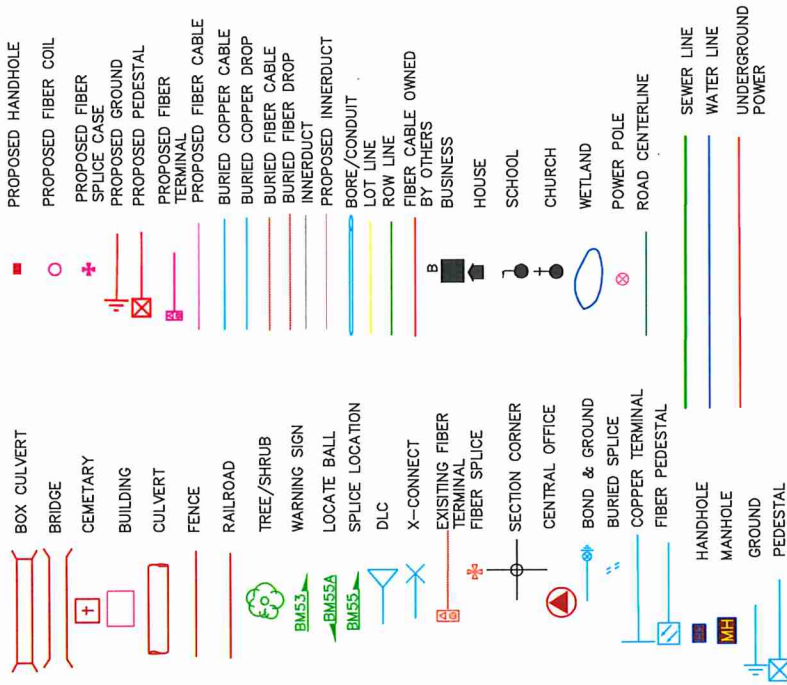 BOX CULVERT
BRIDGE
CEMETARY
BUILDING
CULVERT
FENCE
RAILROAD
TREE/SHRUB
BM53
WARNING SIGN
BM55A
LOCATE BALL
BM55
SPLICE LOCATION
DLC
X-CONNECT
EXISITING FIBER
TERMINAL
FIBER SPLICE
SECTION CORNER
CENTRAL OFFICE
BOND & GROUND
BURIED SPLICE
COPPER TERMINAL
FIBER PEDESTAL
HANDHOLE
MH
MANHOLE
GROUND
PEDESTAL
PROPOSED HANDHOLE
PROPOSED FIBER COIL
PROPOSED FIBER
SPLICE CASE
PROPOSED GROUND
PROPOSED PEDESTAL
PROPOSED FIBER
TERMINAL
PROPOSED FIBER CABLE
BURIED COPPER CABLE
BURIED COPPER DROP
BURIED FIBER CABLE
BURIED FIBER DROP
INNERDUCT
PROPOSED INNERDUCT
BORE/CONDUIT
LOT LINE
ROW LINE
FIBER CABLE OWNED
BY OTHERS
B
BUSINESS
HOUSE
SCHOOL
CHURCH
WETLAND
POWER POLE
ROAD CENTERLINE
SEWER LINE
WATER LINE
UNDERGROUND
POWER